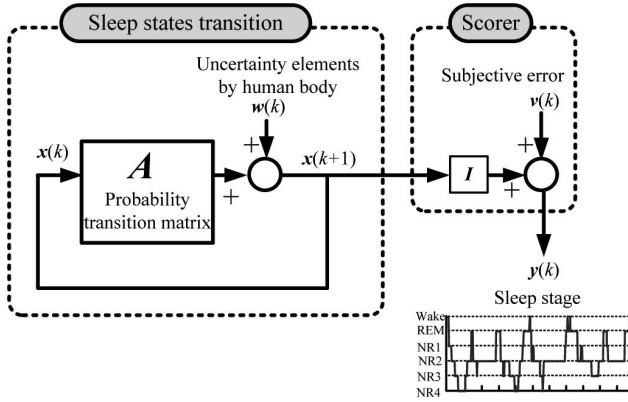 Sleep states transition
Scorer
Uncertainty elements
by human body
w(k)
Subjective error
v(k)
x(k)
A
Probability
transition matrix
+
+
x(k+1)
I
+
+
y(k)
Sleep stage
Wake
REM
NR1
NR2
NR3
NR4